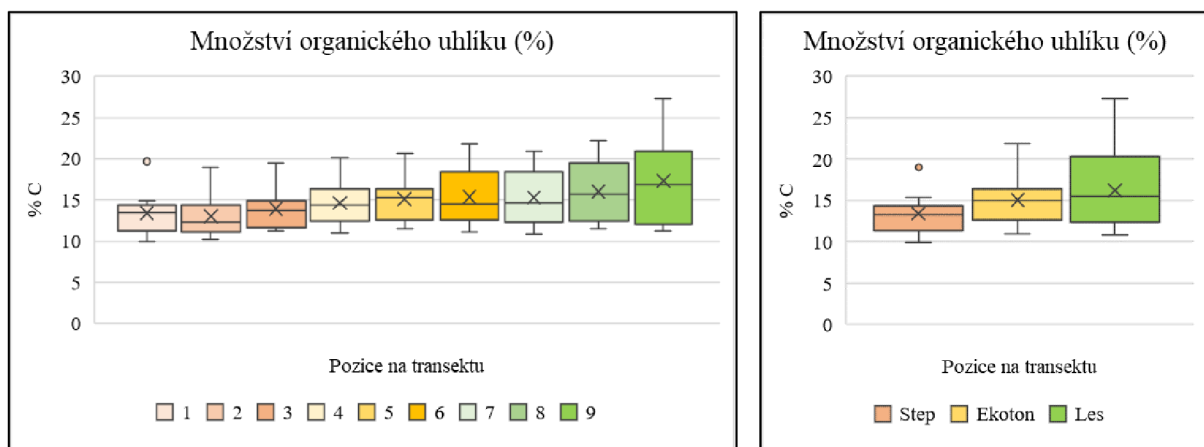 Množství organického uhlíku (%)
30
25
20
15
10
5
0
% C
Pozice na transektu
1 2 3 4 5 6 7 8 9
Množství organického uhlíku (%)
30
25
20
15
10
5
0
% C
Pozice na transektu
Step Ekoton Les